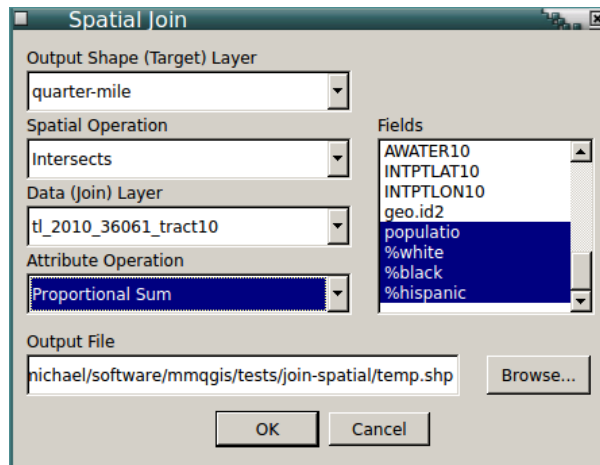 Spatial Join
Output Shape (Target) Layer
quarter-mile
Spatial Operation
Intersects
Data (Join) Layer
tl_2010_36061_tract10
Attribute Operation
Proportional Sum
Fields
AWATER10
INTPTLAT10
INTPTLON10
geo.id2
populatio
%white
%black
%hispanic
Output File
nichael/software/mmqgis/tests/join-spatial/temp.shp
Browse...
OK
Cancel